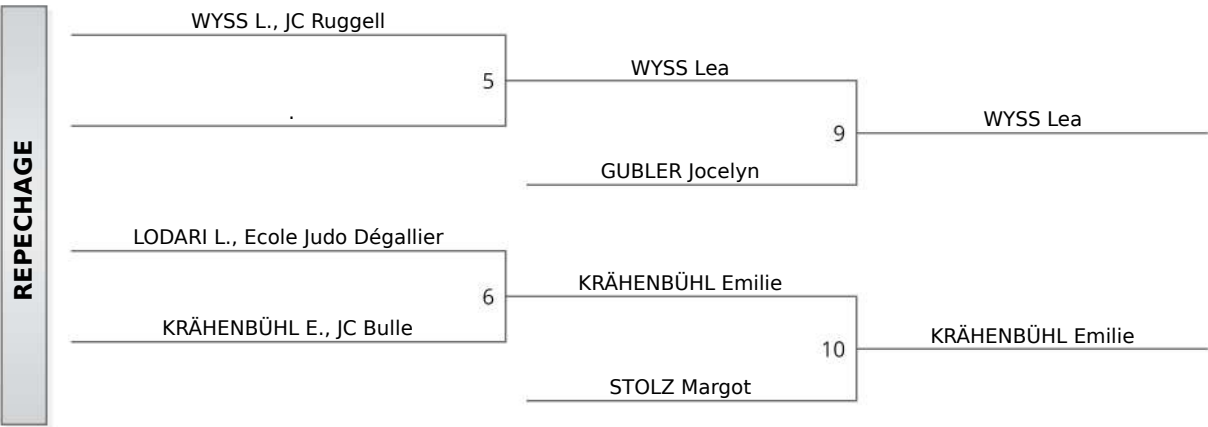 REPECHAGE
WYSS L., JC Ruggell
5
.
WYSS Lea
9
GUBLER Jocelyn
WYSS Lea
LODARI L., Ecole Judo Dégallier
6
KRÄHENBÜHL E., JC Bulle
KRÄHENBÜHL Emilie
10
STOLZ Margot
KRÄHENBÜHL Emilie